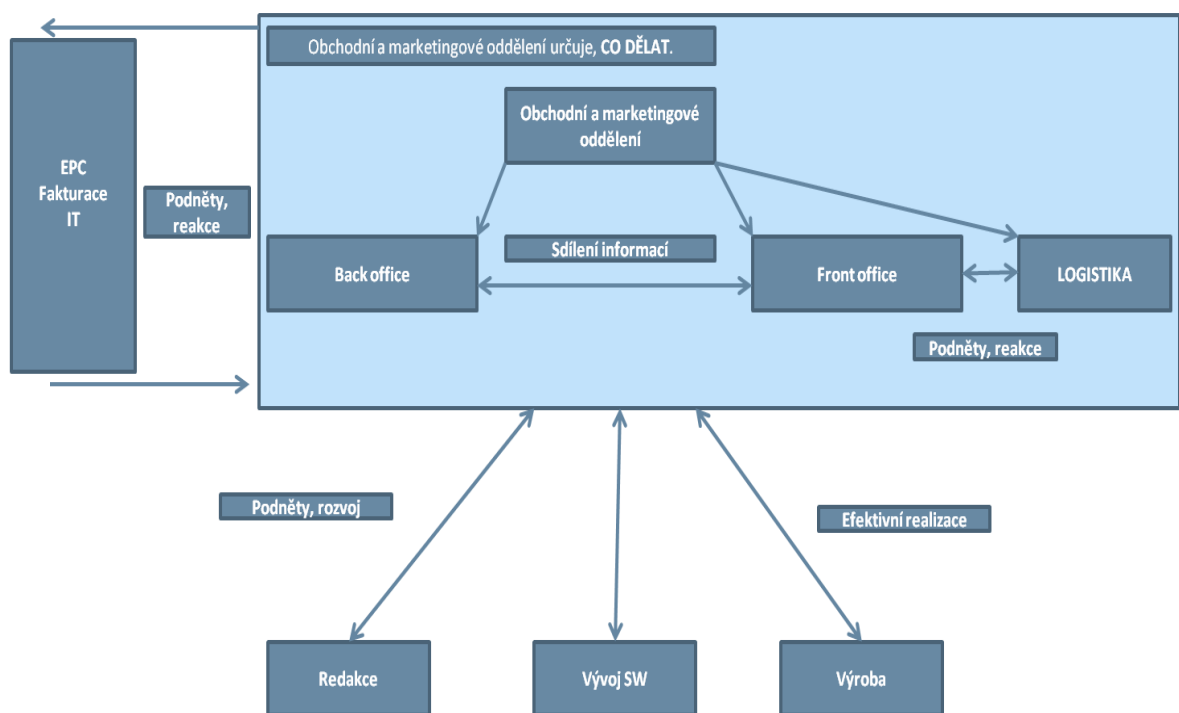 Obchodní a marketingové oddělení určuje, CO DĚLAT.
Obchodní a marketingové
oddělení
EPC
Fakturace
IT
Podněty,
reakce
Sdílení informací
Back office
Front office
LOGISTIKA
Podněty, reakce
Podněty, rozvoj
Efektivní realizace
Redakce
Vývoj SW
Výroba